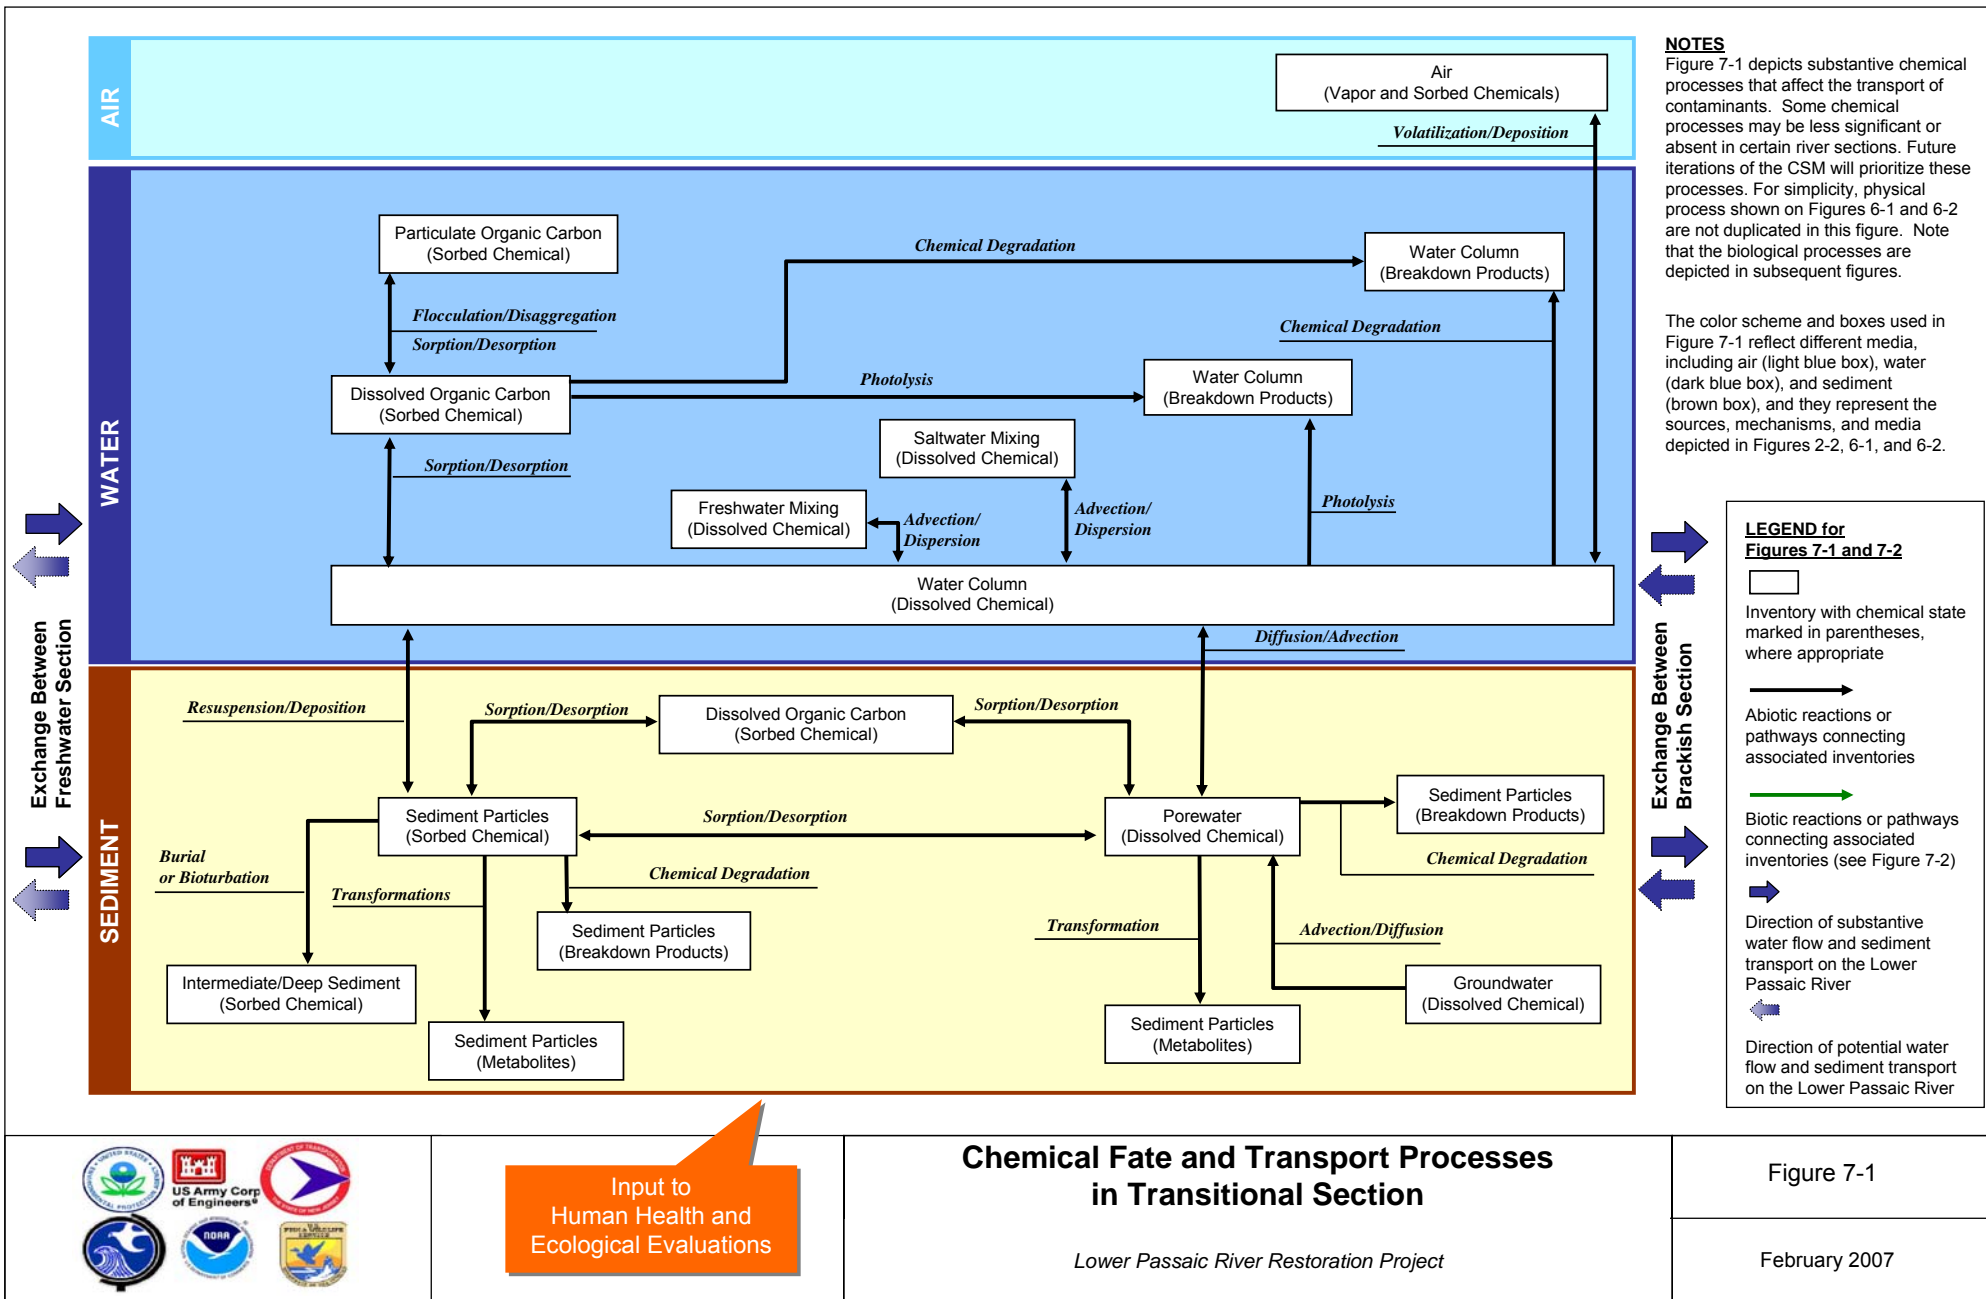 AIR
Air
(Vapor and Sorbed Chemicals)
Volatilization/Deposition
WATER
Particulate Organic Carbon
(Sorbed Chemical)
Chemical Degradation
Water Column
(Breakdown Products)
Flocculation/Disaggregation
Sorption/Desorption
Chemical Degradation
Dissolved Organic Carbon
(Sorbed Chemical)
Photolysis
Water Column
(Breakdown Products)
Saltwater Mixing
(Dissolved Chemical)
Sorption/Desorption
Freshwater Mixing
(Dissolved Chemical)
Advection/
Dispersion
Advection/
Dispersion
Photolysis
Water Column
(Dissolved Chemical)
Diffusion/Advection
SEDIMENT
Resuspension/Deposition
Sorption/Desorption
Dissolved Organic Carbon
(Sorbed Chemical)
Sorption/Desorption
Sediment Particles
(Sorbed Chemical)
Sorption/Desorption
Porewater
(Dissolved Chemical)
Sediment Particles
(Breakdown Products)
Burial
or Bioturbation
Transformations
Chemical Degradation
Chemical Degradation
Sediment Particles
(Breakdown Products)
Transformation
Advection/Diffusion
Intermediate/Deep Sediment
(Sorbed Chemical)
Groundwater
(Dissolved Chemical)
Sediment Particles
(Metabolites)
Sediment Particles
(Metabolites)
Exchange Between
Freshwater Section
Exchange Between
Brackish Section
NOTES
Figure 7-1 depicts substantive chemical
processes that affect the transport of
contaminants.  Some chemical
processes may be less significant or
absent in certain river sections. Future
iterations of the CSM will prioritize these
processes. For simplicity, physical
process shown on Figures 6-1 and 6-2
are not duplicated in this figure.  Note
that the biological processes are
depicted in subsequent figures.
The color scheme and boxes used in
Figure 7-1 reflect different media,
including air (light blue box), water
(dark blue box), and sediment
(brown box), and they represent the
sources, mechanisms, and media
depicted in Figures 2-2, 6-1, and 6-2.
LEGEND for
Figures 7-1 and 7-2
Inventory with chemical state
marked in parentheses,
where appropriate
Abiotic reactions or
pathways connecting
associated inventories
Biotic reactions or pathways
connecting associated
inventories (see Figure 7-2)
Direction of substantive
water flow and sediment
transport on the Lower
Passaic River
Direction of potential water
flow and sediment transport
on the Lower Passaic River
US Army Corp
of Engineers®
NOAA
Input to
Human Health and
Ecological Evaluations
Chemical Fate and Transport Processes
in Transitional Section
Lower Passaic River Restoration Project
Figure 7-1
February 2007